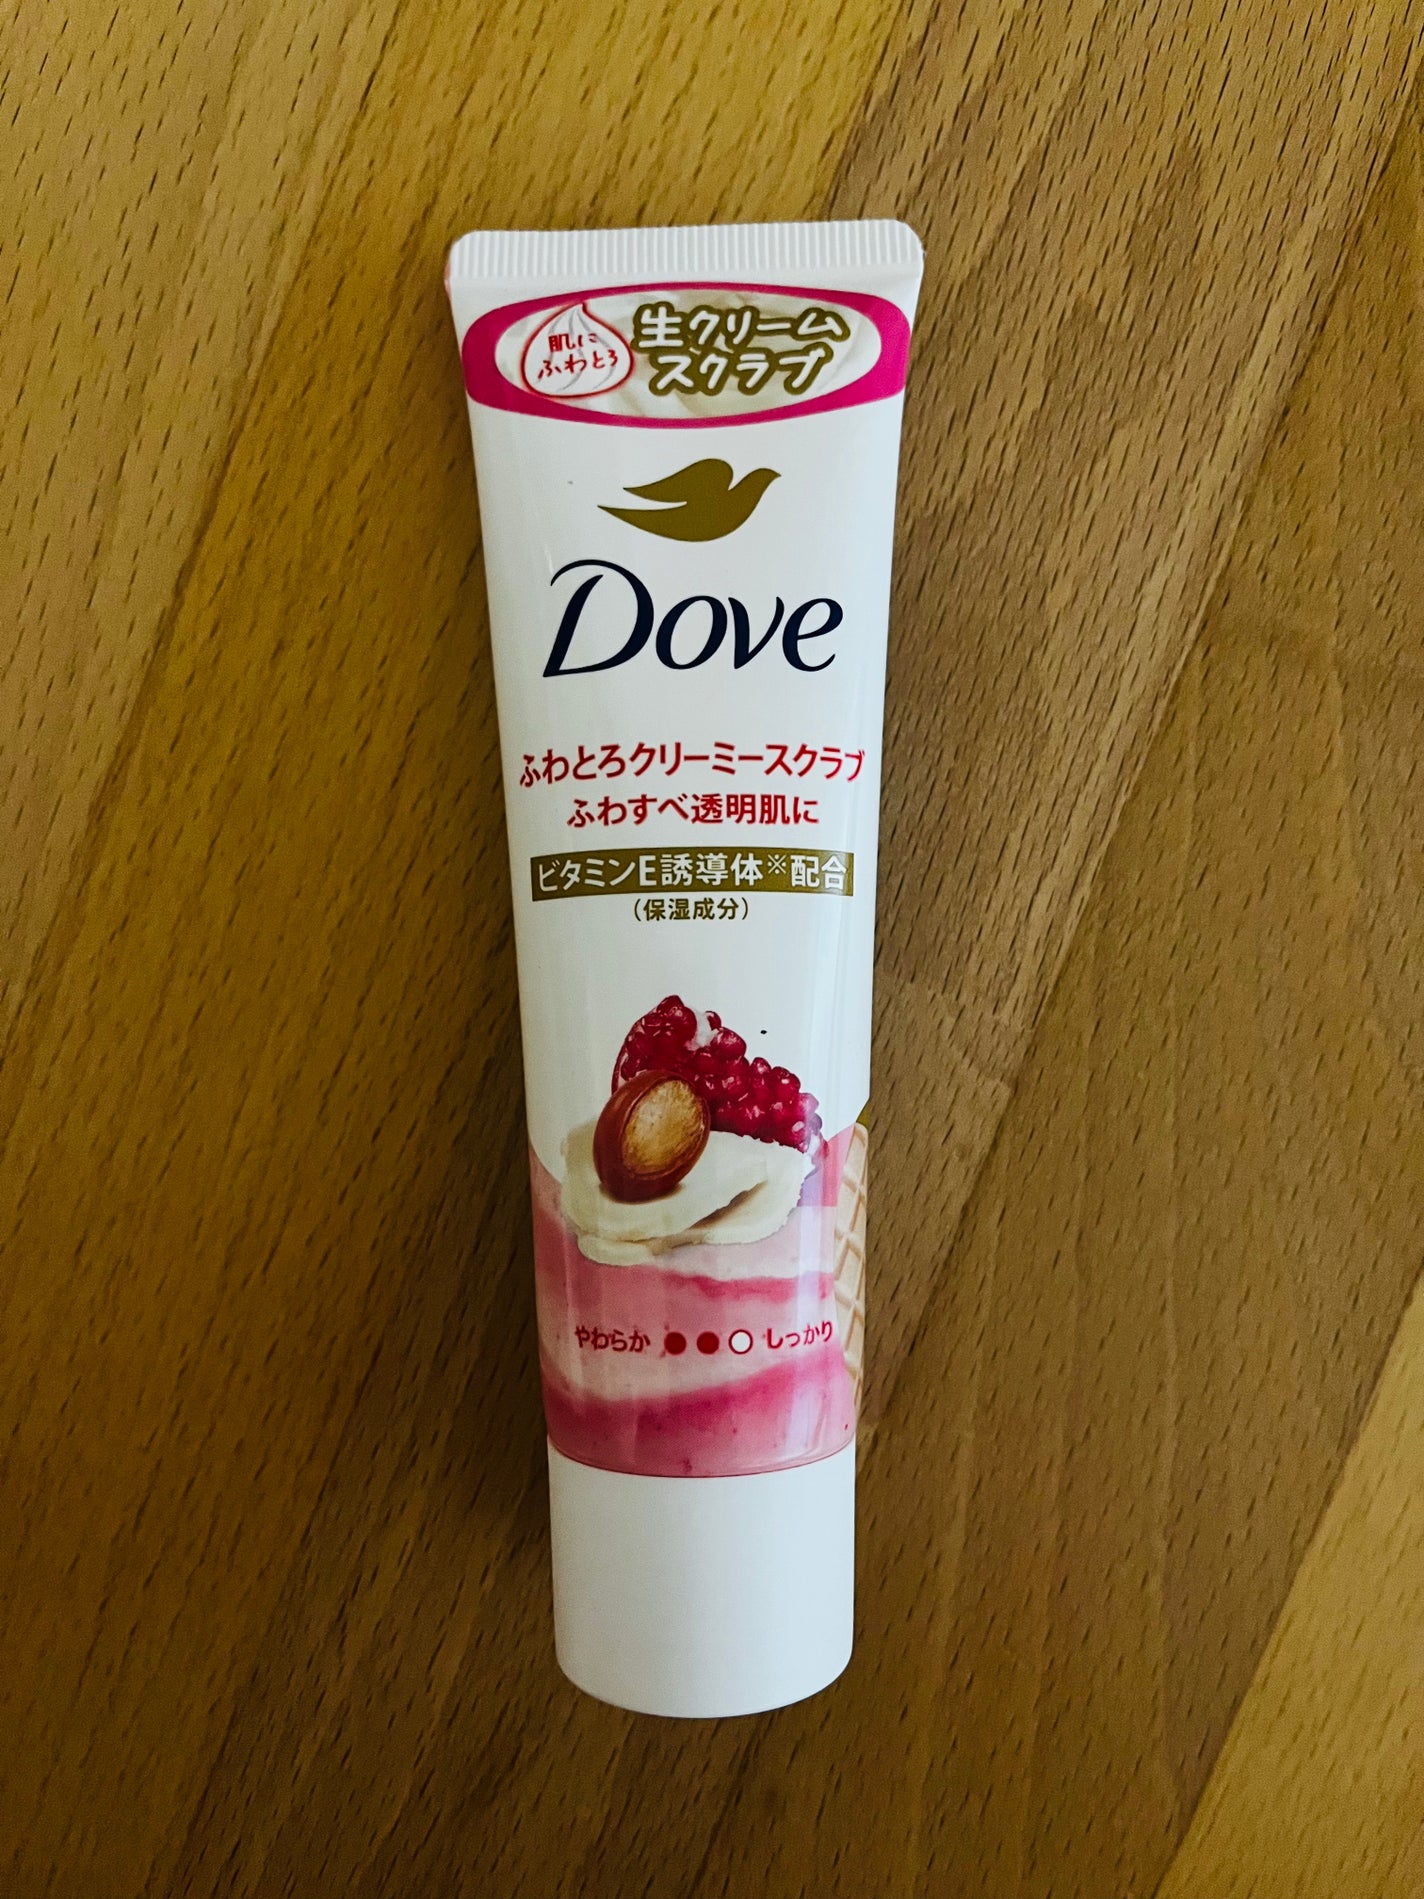 肌に
ふわとろ
生クリーム
スクラブ
Dove
ふわとろクリーミースクラブ
ふわすべ透明肌に
ビタミンE誘導体※配合
（保湿成分）
やわらか しっかり